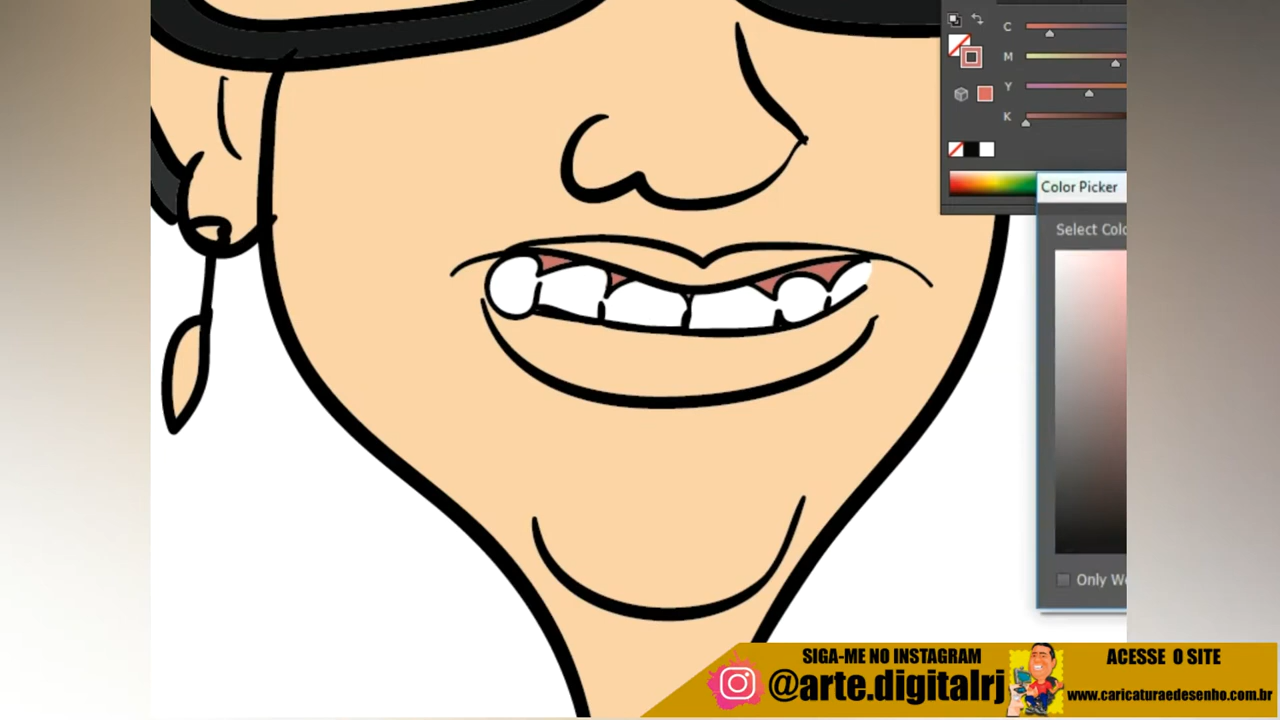 C
M
Y
K
Color Picker
Select Colo
Only We
SIGA-ME NO INSTAGRAM
@arte.digitalrj
ACESSE O SITE
www.caricaturaedesenho.com.br